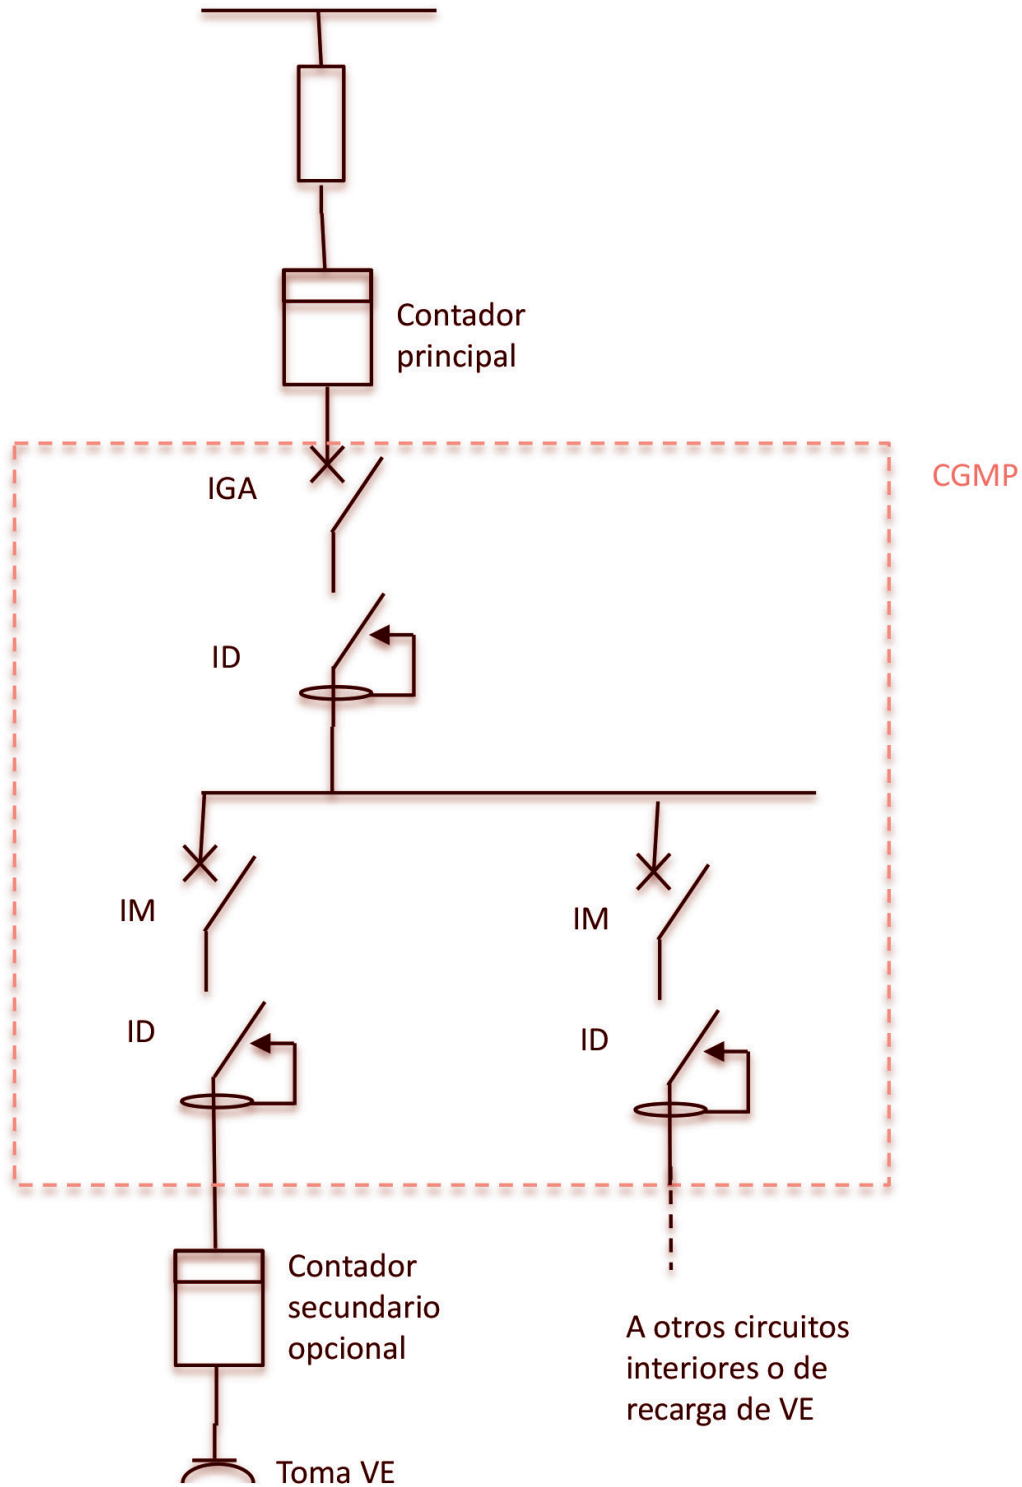 Contador
principal
CGMP
IGA
ID
IM
IM
ID
ID
Contador
secundario
opcional
A otros circuitos
interiores o de
recarga de VE
Toma VE